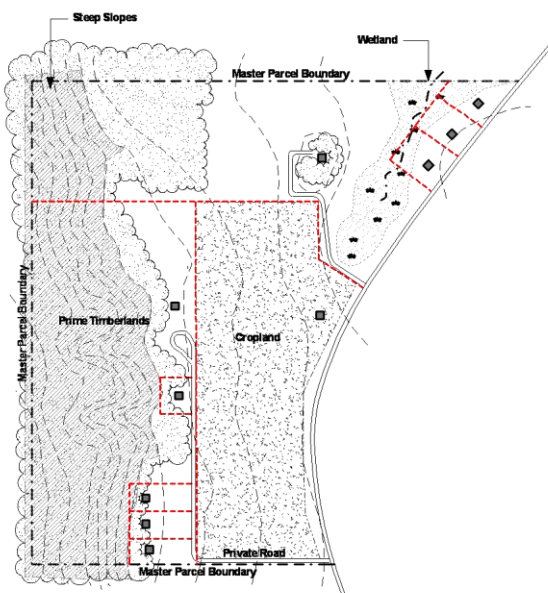 Steep Slopes
Wetland
Master Parcel Boundary
Master Parcel Boundary
Prime Timberlands
Cropland
Private Road
Master Parcel Boundary